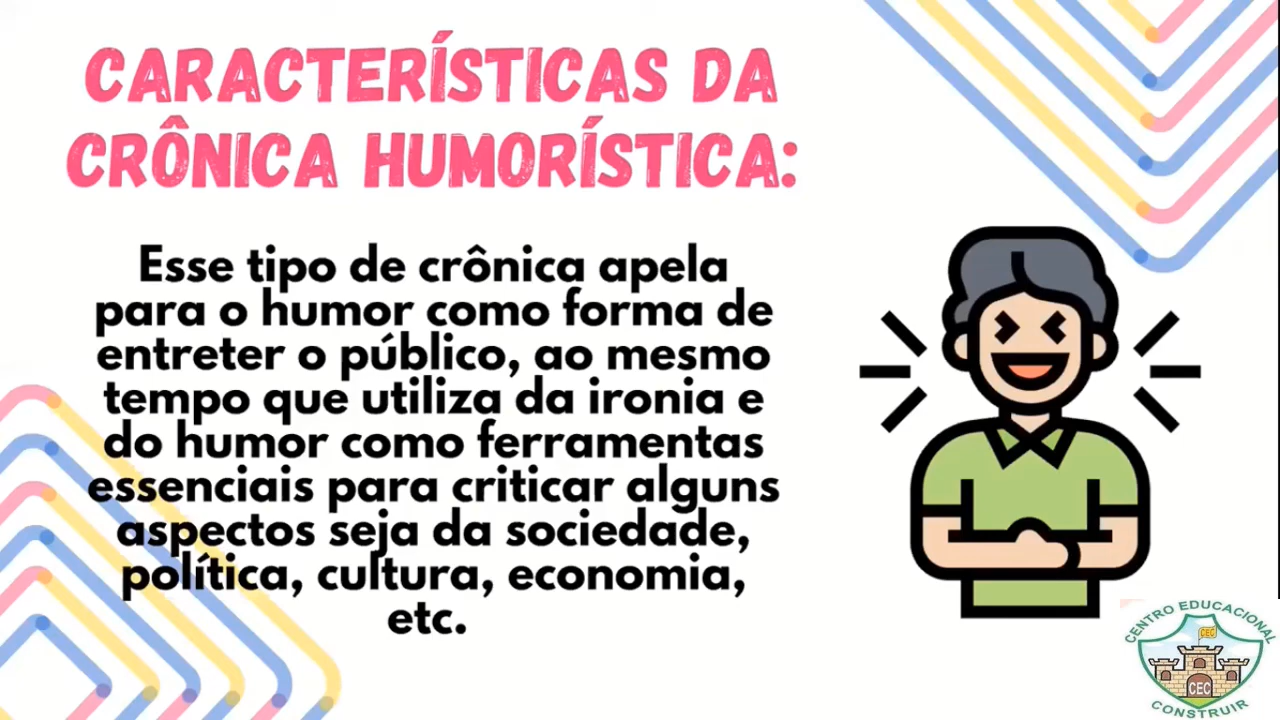 CARACTERÍSTICAS DA
CRÔNICA HUMORÍSTICA:
Esse tipo de crônica apela
para o humor como forma de
entreter o público, ao mesmo
tempo que utiliza da ironia e
do humor como ferramentas
essenciais para criticar alguns
aspectos seja da sociedade,
política, cultura, economia,
etc.
CENTRO EDUCACIONAL
CEC
CEC
CONSTRUIR